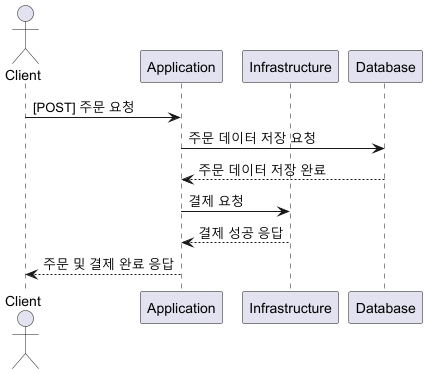 Client
Application
Infrastructure
Database
[POST] 주문 요청
주문 데이터 저장 요청
주문 데이터 저장 완료
결제 요청
결제 성공 응답
주문 및 결제 완료 응답
Client
Application
Infrastructure
Database